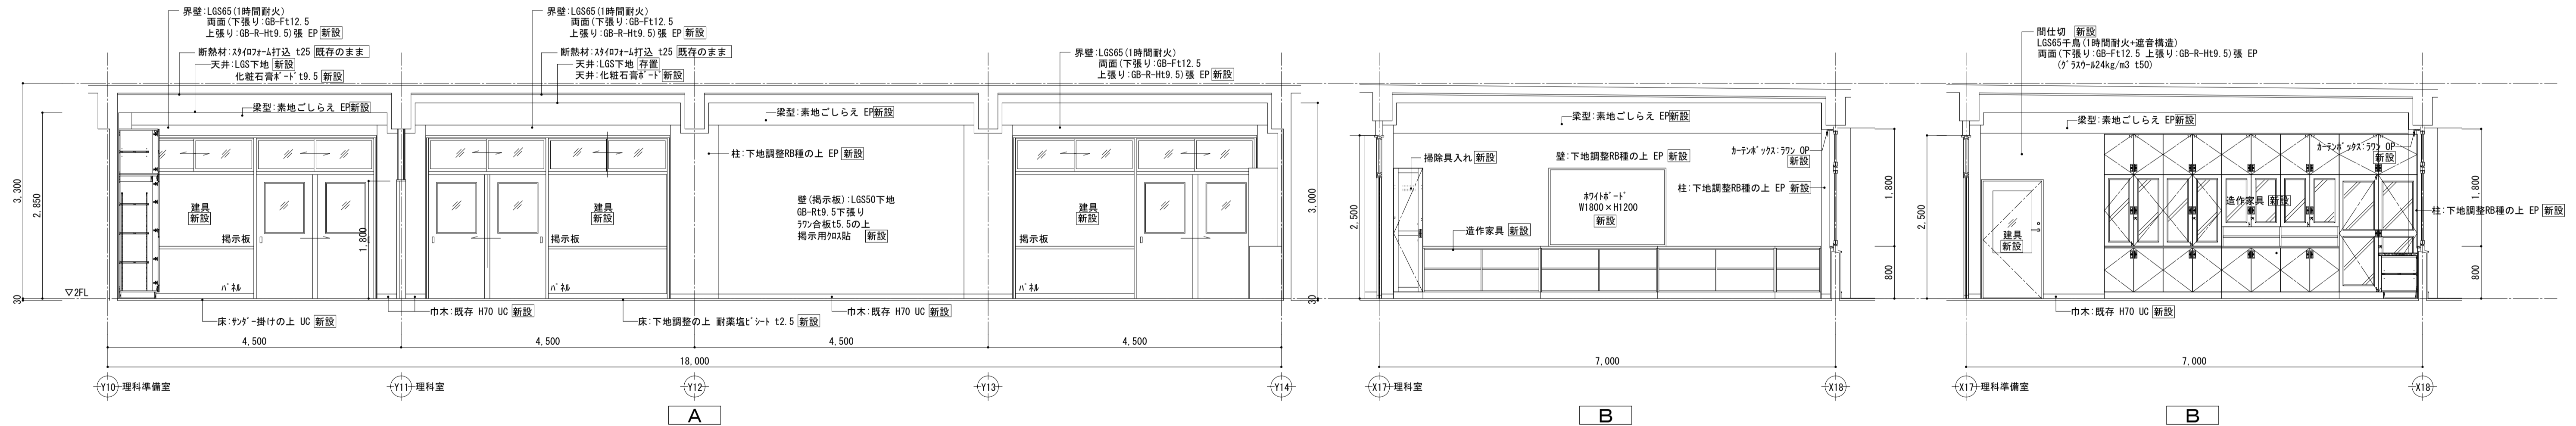 界壁:LGS65(1時間耐火)
両面(下張り:GB-Ft12.5
上張り:GB-R-Ht9.5)張 EP 新設
断熱材:ｽﾀｲﾛﾌｫｰﾑ打込 t25 既存のまま
天井:LGS下地 新設
化粧石膏ﾎﾞｰﾄﾞt9.5 新設
梁型:素地ごしらえ EP新設
界壁:LGS65(1時間耐火)
両面(下張り:GB-Ft12.5
上張り:GB-R-Ht9.5)張 EP 新設
断熱材:ｽﾀｲﾛﾌｫｰﾑ打込 t25 既存のまま
天井:LGS下地 存置
天井:化粧石膏ﾎﾞｰﾄﾞ新設
梁型:素地ごしらえ EP新設
界壁:LGS65(1時間耐火)
両面(下張り:GB-Ft12.5
上張り:GB-R-Ht9.5)張 EP 新設
柱:下地調整RB種の上 EP 新設
壁(掲示板):LGS50下地
GB-Rt9.5下張り
ﾗﾜﾝ合板t5.5の上
掲示用ｸﾛｽ貼 新設
建具
新設
掲示板
ﾊﾟﾈﾙ
建具
新設
掲示板
ﾊﾟﾈﾙ
建具
新設
掲示板
ﾊﾟﾈﾙ
3,300
2,850
30
▽2FL
1,800
3,000
30
床:ｻﾝﾀﾞｰ掛けの上 UC 新設
巾木:既存 H70 UC 新設
床:下地調整の上 耐薬塩ﾋﾞｼｰﾄ t2.5 新設
巾木:既存 H70 UC 新設
4,500
4,500
4,500
4,500
18,000
Y10 理科準備室
Y11 理科室
Y12
Y13
Y14
A
梁型:素地ごしらえ EP新設
掃除具入れ 新設
壁:下地調整RB種の上 EP 新設
ｶｰﾃﾝﾎﾞｯｸｽ:ﾗﾜﾝ OP
新設
柱:下地調整RB種の上 EP 新設
ﾎﾜｲﾄﾎﾞｰﾄﾞ
W1800×H1200
新設
造作家具 新設
2,500
1,800
800
7,000
X17 理科室
X18
B
間仕切 新設
LGS65千鳥(1時間耐火+遮音構造)
両面(下張り:GB-Ft12.5 上張り:GB-R-Ht9.5)張 EP
(ｸﾞﾗｽｳｰﾙ24kg/m3 t50)
梁型:素地ごしらえ EP新設
ｶｰﾃﾝﾎﾞｯｸｽ:ﾗﾜﾝ OP
新設
造作家具 新設
柱:下地調整RB種の上 EP 新設
建具
新設
2,500
1,800
800
巾木:既存 H70 UC 新設
7,000
X17 理科準備室
X18
B